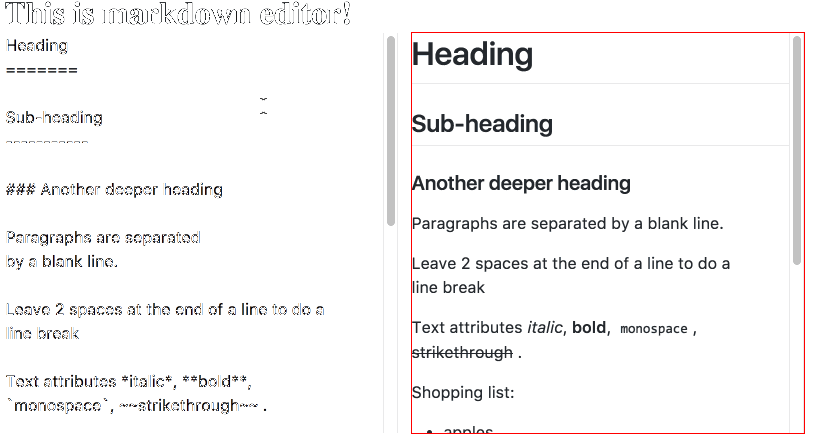 This is markdown editor!
Heading
=======
Sub-heading
-----------
### Another deeper heading
Paragraphs are separated
by a blank line.
Leave 2 spaces at the end of a line to do a
line break
Text attributes *italic*, **bold**,
`monospace`, ~~strikethrough~~ .
Heading
Sub-heading
Another deeper heading
Paragraphs are separated by a blank line.
Leave 2 spaces at the end of a line to do a
line break
Text attributes italic, bold, monospace ,
strikethrough .
Shopping list:
• apples